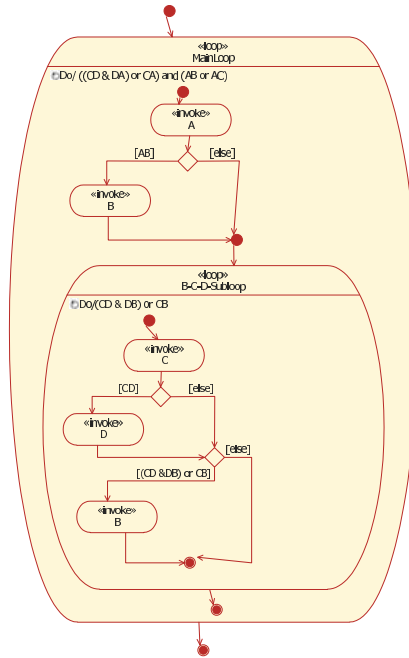 «loop»
MainLoop
Do/ ((CD & DA) or CA) and (AB or AC)
«invoke»
A
[AB]
[else]
«invoke»
B
«loop»
B-C-D-Subloop
Do/(CD & DB) or CB
«invoke»
C
[CD]
[else]
«invoke»
D
[else]
[(CD &DB) or CB]
«invoke»
B